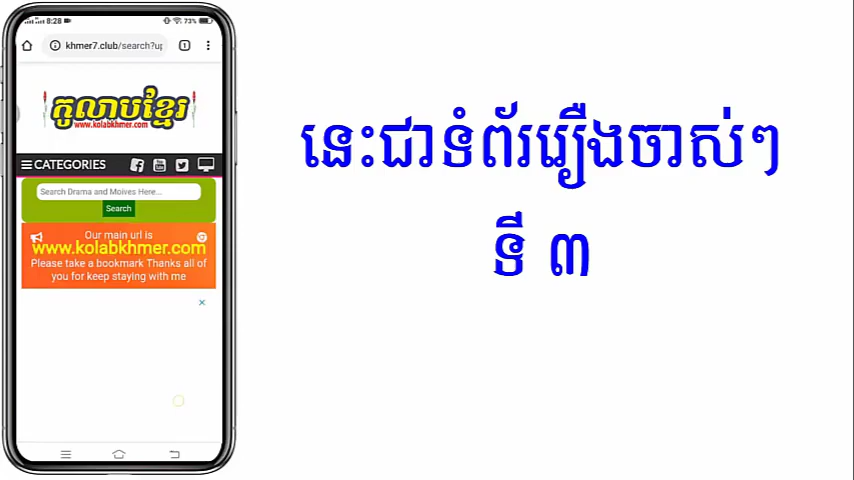 8:28
73%
khmer7.club/search?up
1
កូលាបខ្មែរ
www.kolabkhmer.com
CATEGORIES
Search Drama and Moives Here...
Search
Our main url is
www.kolabkhmer.com
Please take a bookmark Thanks all of
you for keep staying with me
នេះជាទំព័ររឿងចាស់ៗ
ទី ៣